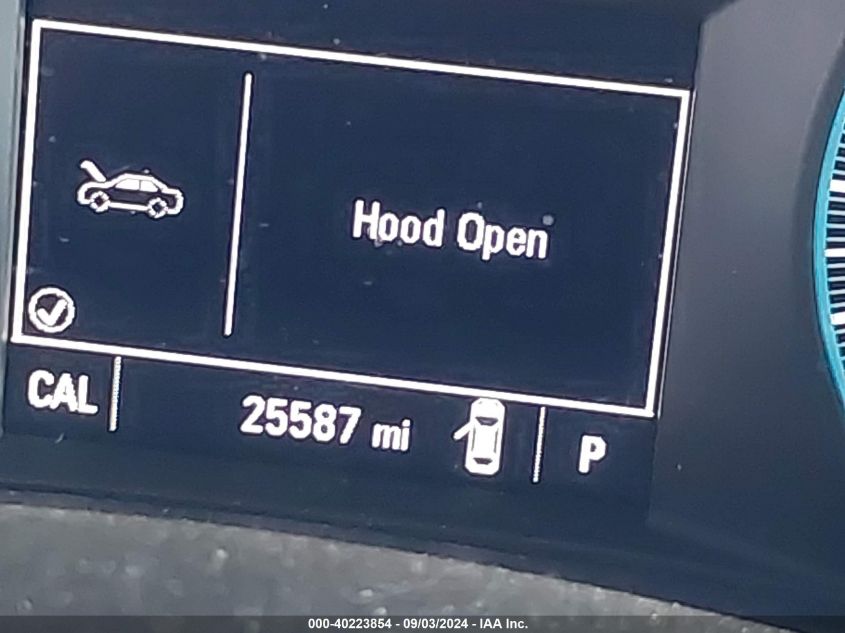 Hood Open
CAL
25587 mi
P
000-40223854 - 09/03/2024 - IAA Inc.